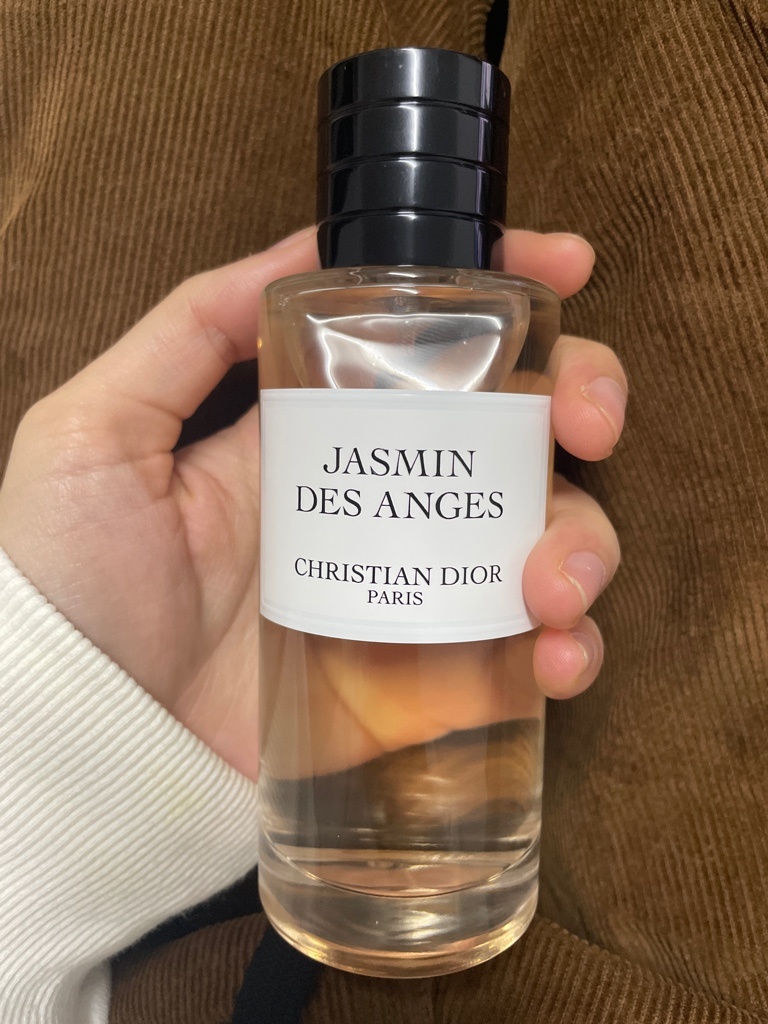 JASMIN
DES ANGES
CHRISTIAN DIOR
PARIS